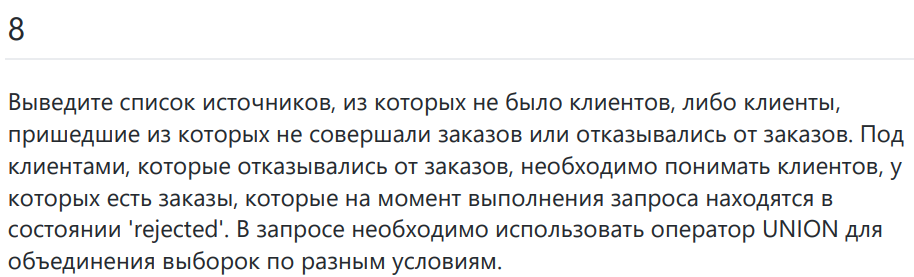 8
Выведите список источников, из которых не было клиентов, либо клиенты,
пришедшие из которых не совершали заказов или отказывались от заказов. Под
клиентами, которые отказывались от заказов, необходимо понимать клиентов, у
которых есть заказы, которые на момент выполнения запроса находятся в
состоянии 'rejected'. В запросе необходимо использовать оператор UNION для
объединения выборок по разным условиям.